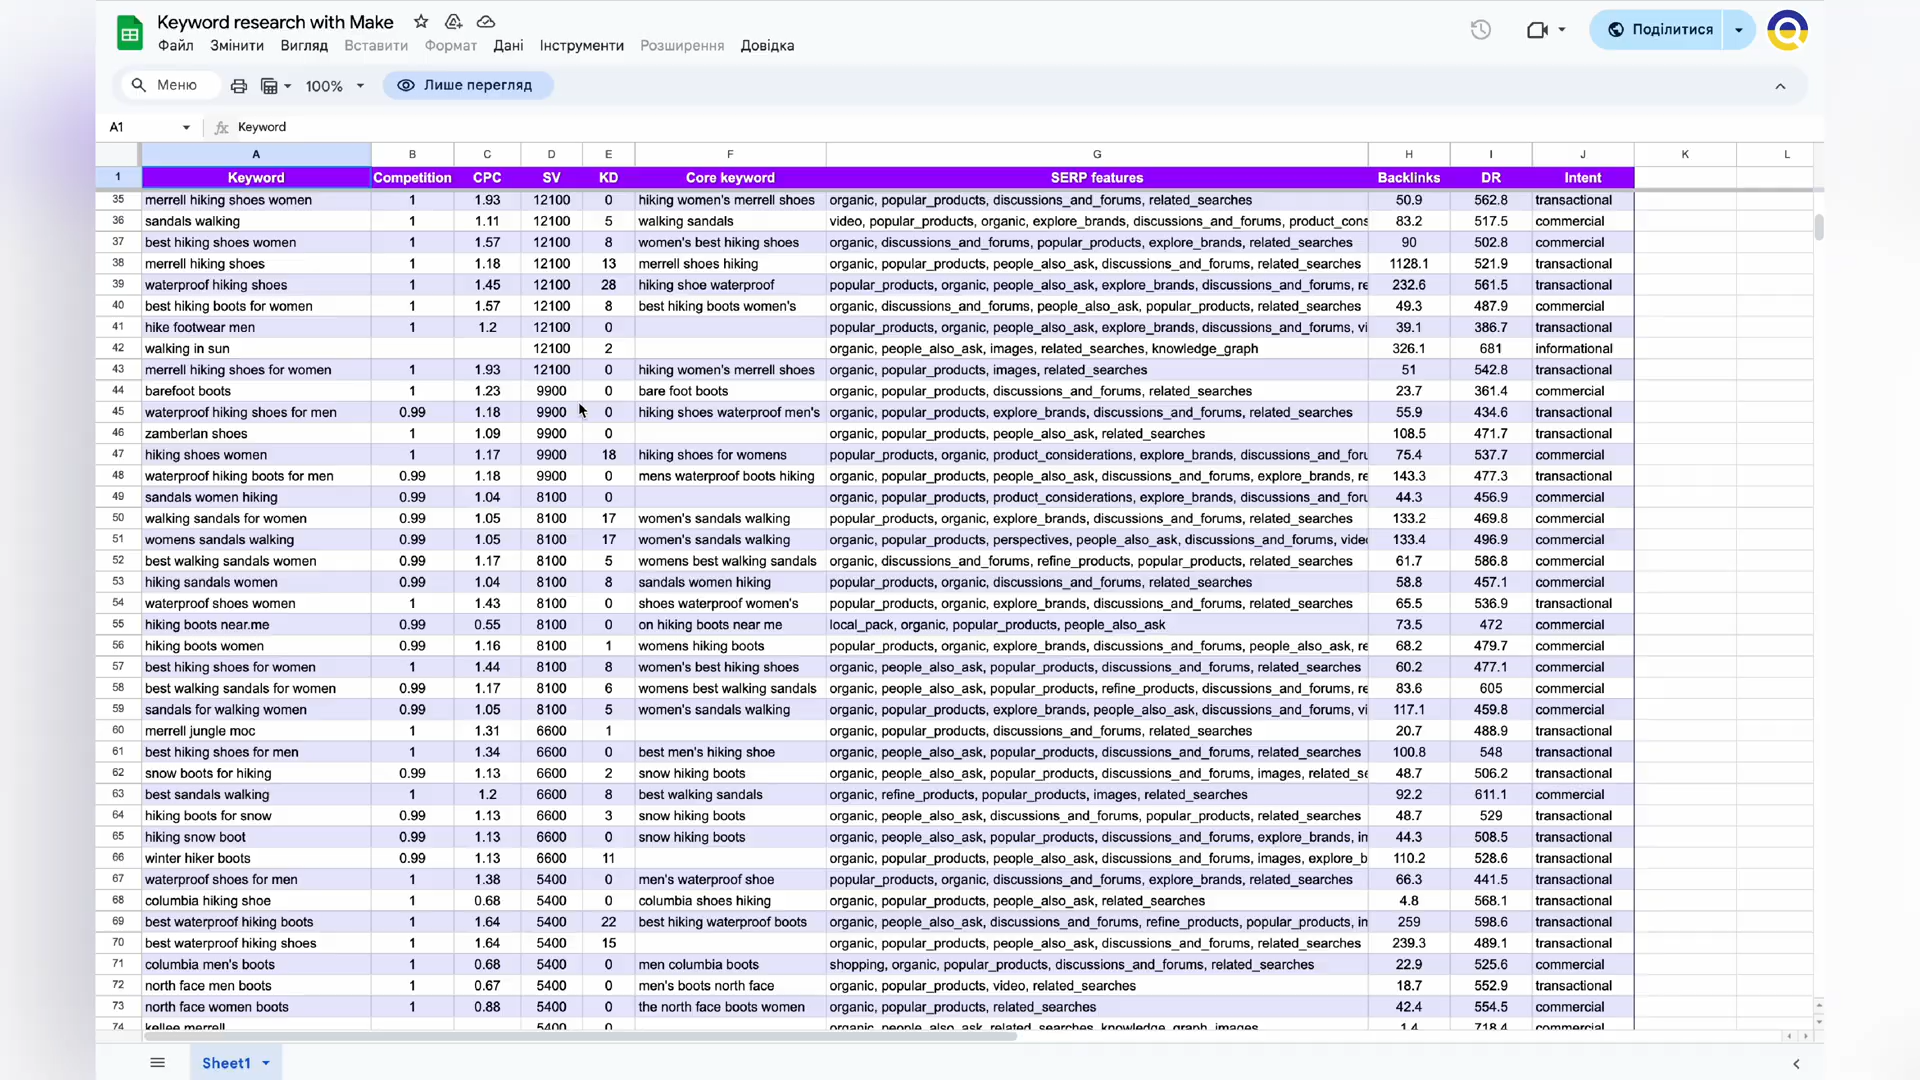 Keyword research with Make
Файл Змінити Вигляд Вставити Формат Дані Інструменти Розширення Довідка
Поділитися
Меню 100% Лише перегляд
A1 fx Keyword
A B C D E F G H I J K L
1 Keyword Competition CPC SV KD Core keyword SERP features Backlinks DR Intent
35 merrell hiking shoes women 1 1.93 12100 0 hiking women's merrell shoes organic, popular_products, discussions_and_forums, related_searches 50.9 562.8 transactional
36 sandals walking 1 1.11 12100 5 walking sandals video, popular_products, organic, explore_brands, discussions_and_forums, product_cons 83.2 517.5 commercial
37 best hiking shoes women 1 1.57 12100 8 women's best hiking shoes organic, discussions_and_forums, popular_products, explore_brands, related_searches 90 502.8 commercial
38 merrell hiking shoes 1 1.18 12100 13 merrell shoes hiking organic, popular_products, people_also_ask, discussions_and_forums, related_searches 1128.1 521.9 transactional
39 waterproof hiking shoes 1 1.45 12100 28 hiking shoe waterproof popular_products, organic, people_also_ask, explore_brands, discussions_and_forums, re 232.6 561.5 transactional
40 best hiking boots for women 1 1.57 12100 8 best hiking boots women's organic, discussions_and_forums, people_also_ask, popular_products, related_searches 49.3 487.9 commercial
41 hike footwear men 1 1.2 12100 0 popular_products, organic, people_also_ask, explore_brands, discussions_and_forums, vi 39.1 386.7 transactional
42 walking in sun 12100 2 organic, people_also_ask, images, related_searches, knowledge_graph 326.1 681 informational
43 merrell hiking shoes for women 1 1.93 12100 0 hiking women's merrell shoes organic, popular_products, images, related_searches 51 542.8 transactional
44 barefoot boots 1 1.23 9900 0 bare foot boots organic, popular_products, discussions_and_forums, related_searches 23.7 361.4 commercial
45 waterproof hiking shoes for men 0.99 1.18 9900 0 hiking shoes waterproof men's organic, popular_products, explore_brands, discussions_and_forums, related_searches 55.9 434.6 transactional
46 zamberlan shoes 1 1.09 9900 0 organic, popular_products, people_also_ask, related_searches 108.5 471.7 transactional
47 hiking shoes women 1 1.17 9900 18 hiking shoes for womens popular_products, organic, product_considerations, explore_brands, discussions_and_foru 75.4 537.7 commercial
48 waterproof hiking boots for men 0.99 1.18 9900 0 mens waterproof boots hiking organic, popular_products, people_also_ask, discussions_and_forums, explore_brands, re 143.3 477.3 transactional
49 sandals women hiking 0.99 1.04 8100 0 organic, popular_products, product_considerations, explore_brands, discussions_and_foru 44.3 456.9 commercial
50 walking sandals for women 0.99 1.05 8100 17 women's sandals walking popular_products, organic, explore_brands, discussions_and_forums, related_searches 133.2 469.8 commercial
51 womens sandals walking 0.99 1.05 8100 17 women's sandals walking organic, popular_products, perspectives, people_also_ask, discussions_and_forums, vide 133.4 496.9 commercial
52 best walking sandals women 0.99 1.17 8100 5 womens best walking sandals organic, discussions_and_forums, refine_products, popular_products, related_searches 61.7 586.8 commercial
53 hiking sandals women 0.99 1.04 8100 8 sandals women hiking popular_products, organic, discussions_and_forums, related_searches 58.8 457.1 commercial
54 waterproof shoes women 1 1.43 8100 0 shoes waterproof women's popular_products, organic, explore_brands, discussions_and_forums, related_searches 65.5 536.9 transactional
55 hiking boots near.me 0.99 0.55 8100 0 on hiking boots near me local_pack, organic, popular_products, people_also_ask 73.5 472 commercial
56 hiking boots women 0.99 1.16 8100 1 womens hiking boots popular_products, organic, explore_brands, discussions_and_forums, people_also_ask, re 68.2 479.7 commercial
57 best hiking shoes for women 1 1.44 8100 8 women's best hiking shoes organic, people_also_ask, popular_products, discussions_and_forums, related_searches 60.2 477.1 commercial
58 best walking sandals for women 0.99 1.17 8100 6 womens best walking sandals organic, people_also_ask, popular_products, refine_products, discussions_and_forums, re 83.6 605 commercial
59 sandals for walking women 0.99 1.05 8100 5 women's sandals walking organic, popular_products, explore_brands, people_also_ask, discussions_and_forums, vi 117.1 459.8 commercial
60 merrell jungle moc 1 1.31 6600 1 organic, popular_products, discussions_and_forums, related_searches 20.7 488.9 commercial
61 best hiking shoes for men 1 1.34 6600 0 best men's hiking shoe organic, people_also_ask, popular_products, discussions_and_forums, related_searches 100.8 548 transactional
62 snow boots for hiking 0.99 1.13 6600 2 snow hiking boots organic, people_also_ask, popular_products, discussions_and_forums, images, related_se 48.7 506.2 transactional
63 best sandals walking 1 1.2 6600 8 best walking sandals organic, refine_products, popular_products, images, related_searches 92.2 611.1 commercial
64 hiking boots for snow 0.99 1.13 6600 3 snow hiking boots organic, people_also_ask, discussions_and_forums, popular_products, related_searches 48.7 529 transactional
65 hiking snow boot 0.99 1.13 6600 0 snow hiking boots organic, people_also_ask, popular_products, discussions_and_forums, explore_brands, in 44.3 508.5 transactional
66 winter hiker boots 0.99 1.13 6600 11 organic, popular_products, people_also_ask, discussions_and_forums, images, explore_b 110.2 528.6 transactional
67 waterproof shoes for men 1 1.38 5400 0 men's waterproof shoe popular_products, organic, discussions_and_forums, explore_brands, related_searches 66.3 441.5 transactional
68 columbia hiking shoe 1 0.68 5400 0 columbia shoes hiking organic, popular_products, people_also_ask, related_searches 4.8 568.1 transactional
69 best waterproof hiking boots 1 1.64 5400 22 best hiking waterproof boots organic, people_also_ask, discussions_and_forums, refine_products, popular_products, in 259 598.6 transactional
70 best waterproof hiking shoes 1 1.64 5400 15 organic, popular_products, people_also_ask, discussions_and_forums, related_searches 239.3 489.1 transactional
71 columbia men's boots 1 0.68 5400 0 men columbia boots shopping, organic, popular_products, discussions_and_forums, related_searches 22.9 525.6 commercial
72 north face men boots 1 0.67 5400 0 men's boots north face organic, popular_products, video, related_searches 18.7 552.9 transactional
73 north face women boots 1 0.88 5400 0 the north face boots women organic, popular_products, related_searches 42.4 554.5 commercial
74 kellee merrell 5400 0 organic, people_also_ask, related_searches, knowledge_graph, images 1.4 718.4 commercial
Sheet1